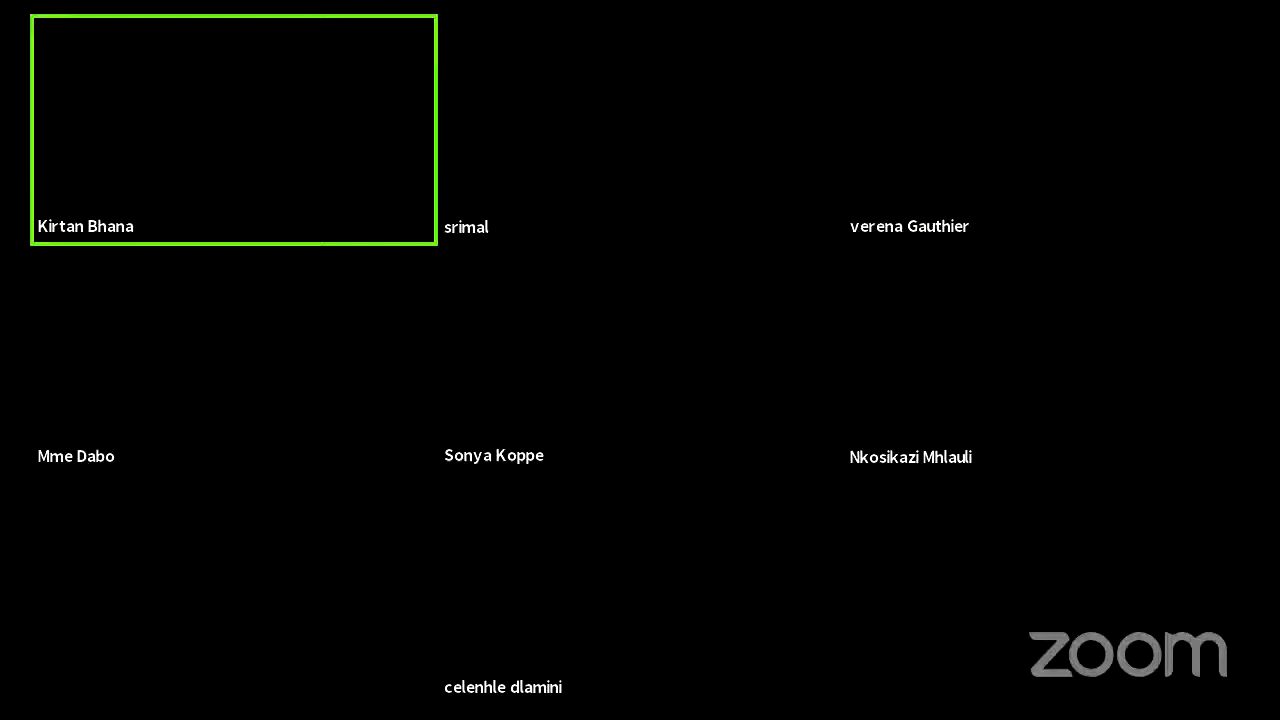 Kirtan Bhana
srimal
verena Gauthier
Mme Dabo
Sonya Koppe
Nkosikazi Mhlauli
celenhle dlamini
zoom